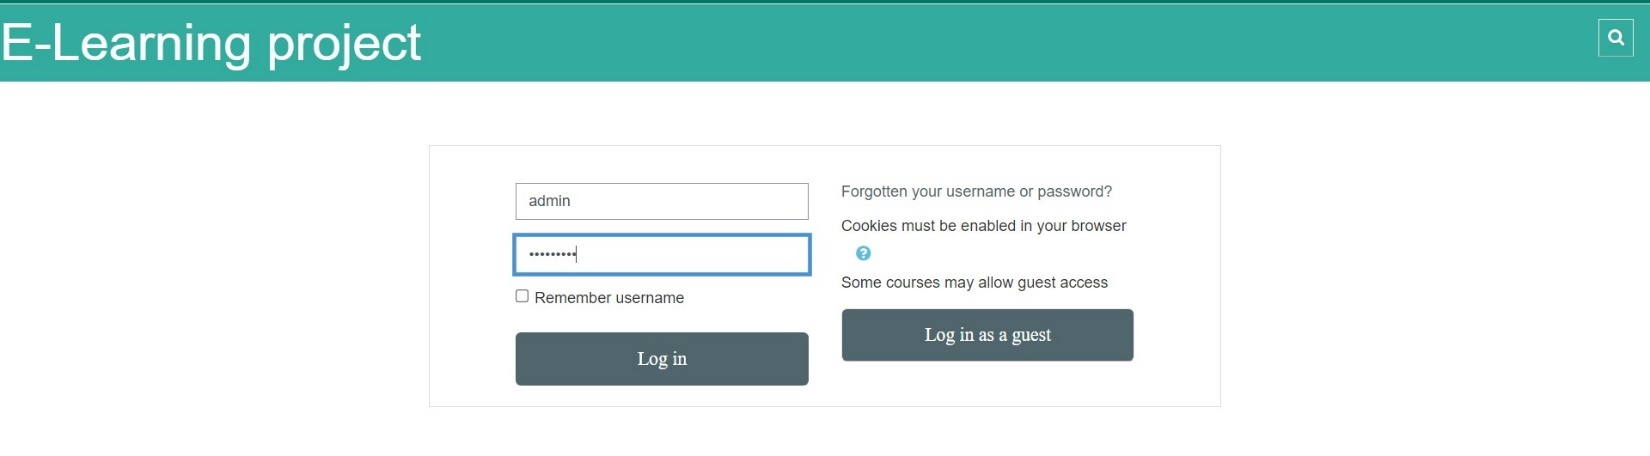 E-Learning project
admin
•••••••••
Remember username
Log in
Forgotten your username or password?
Cookies must be enabled in your browser
?
Some courses may allow guest access
Log in as a guest